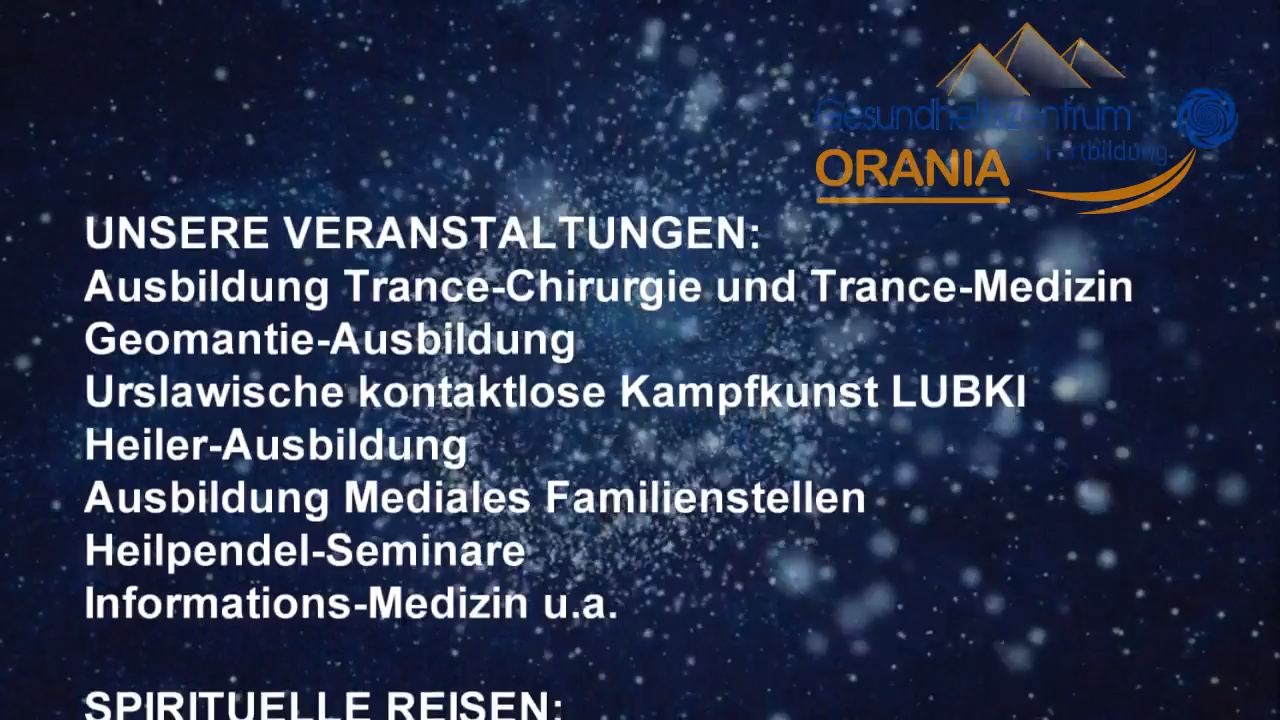 Gesundheitszentrum
& Fortbildung
ORANIA
UNSERE VERANSTALTUNGEN:
Ausbildung Trance-Chirurgie und Trance-Medizin
Geomantie-Ausbildung
Urslawische kontaktlose Kampfkunst LUBKI
Heiler-Ausbildung
Ausbildung Mediales Familienstellen
Heilpendel-Seminare
Informations-Medizin u.a.
SPIRITUELLE REISEN: